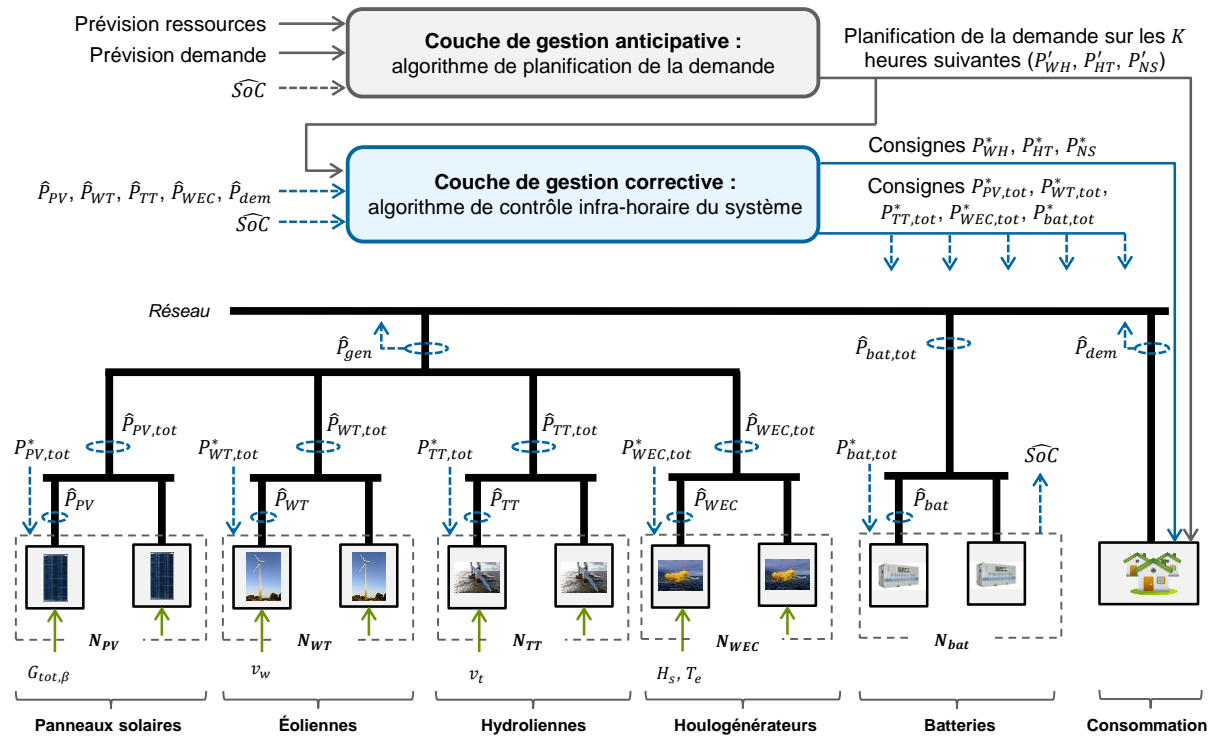 Prévision ressources
Prévision demande
$\widehat{SoC}$
Couche de gestion anticipative :
algorithme de planification de la demande
Planification de la demande sur les $K$
heures suivantes ($P'_{WH}$, $P'_{HT}$, $P'_{NS}$)
$\hat{P}_{PV}$, $\hat{P}_{WT}$, $\hat{P}_{TT}$, $\hat{P}_{WEC}$, $\hat{P}_{dem}$
$\widehat{SoC}$
Couche de gestion corrective :
algorithme de contrôle infra-horaire du système
Consignes $P^*_{WH}$, $P^*_{HT}$, $P^*_{NS}$
Consignes $P^*_{PV,tot}$, $P^*_{WT,tot}$,
$P^*_{TT,tot}$, $P^*_{WEC,tot}$, $P^*_{bat,tot}$
Réseau
$\hat{P}_{gen}$
$\hat{P}_{bat,tot}$
$\hat{P}_{dem}$
$\hat{P}_{PV,tot}$
$\hat{P}_{WT,tot}$
$\hat{P}_{TT,tot}$
$\hat{P}_{WEC,tot}$
$P^*_{PV,tot}$
$P^*_{WT,tot}$
$P^*_{TT,tot}$
$P^*_{WEC,tot}$
$P^*_{bat,tot}$
$\widehat{SoC}$
$\hat{P}_{PV}$
$\hat{P}_{WT}$
$\hat{P}_{TT}$
$\hat{P}_{WEC}$
$\hat{P}_{bat}$
$N_{PV}$
$N_{WT}$
$N_{TT}$
$N_{WEC}$
$N_{bat}$
$G_{tot,\beta}$
$v_w$
$v_t$
$H_s, T_e$
Panneaux solaires
Éoliennes
Hydroliennes
Houlogénérateurs
Batteries
Consommation